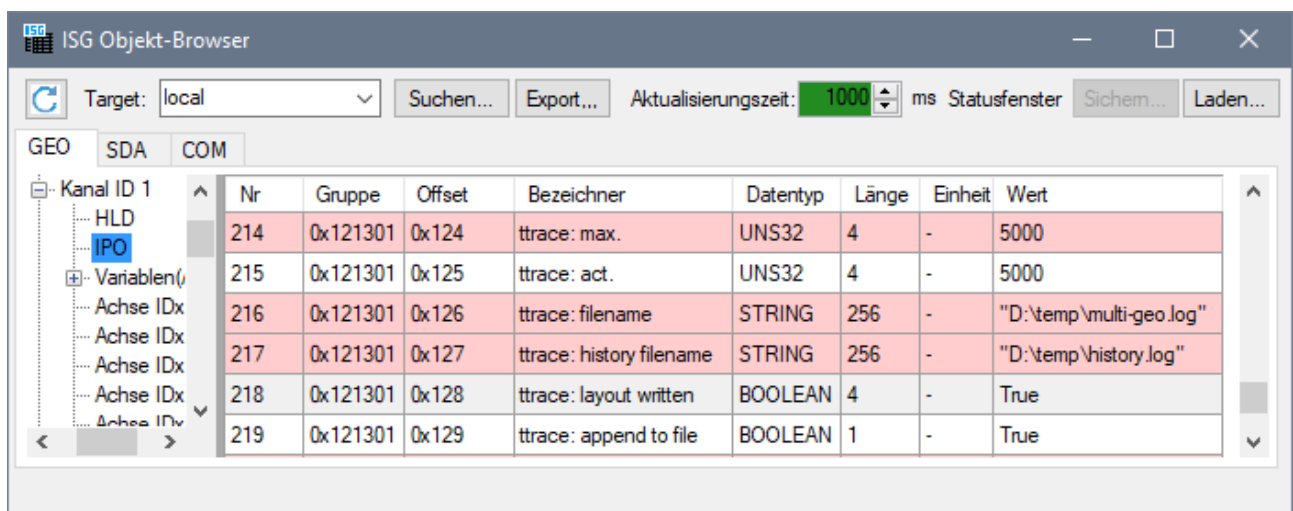 ISG ISG Objekt-Browser
Target: local Suchen... Export,,, Aktualisierungszeit: 1000 ms Statusfenster Sichern... Laden...
GEO SDA COM
Kanal ID 1
HLD
IPO
Variablen(
Achse IDx
Achse IDx
Achse IDx
Achse IDx
Achse IDx
Nr Gruppe Offset Bezeichner Datentyp Länge Einheit Wert
214 0x121301 0x124 ttrace: max. UNS32 4 - 5000
215 0x121301 0x125 ttrace: act. UNS32 4 - 5000
216 0x121301 0x126 ttrace: filename STRING 256 - "D:\temp\multi-geo.log"
217 0x121301 0x127 ttrace: history filename STRING 256 - "D:\temp\history.log"
218 0x121301 0x128 ttrace: layout written BOOLEAN 4 - True
219 0x121301 0x129 ttrace: append to file BOOLEAN 1 - True